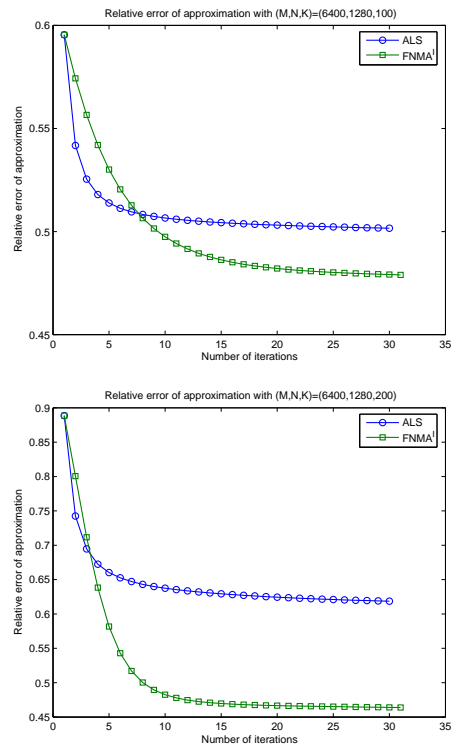 Relative error of approximation with (M,N,K)=(6400,1280,100)
0.6
0.55
0.5
0.45
Relative error of approximation
ALS
FNMA^I
0 5 10 15 20 25 30 35
Number of iterations
Relative error of approximation with (M,N,K)=(6400,1280,200)
0.9
0.85
0.8
0.75
0.7
0.65
0.6
0.55
0.5
0.45
Relative error of approximation
ALS
FNMA^I
0 5 10 15 20 25 30 35
Number of iterations